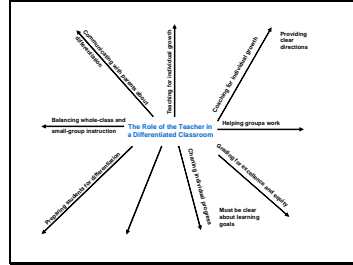 Providing
clear
directions
Communicating with parents about
differentiation
Teaching for individual growth
Coaching for individual growth
Balancing whole-class and
small-group instruction
The Role of the Teacher in
a Differentiated Classroom
Helping groups work
Preparing students for differentiation
Charting individual progress
Grading for excellence and equity
Must be clear
about learning
goals